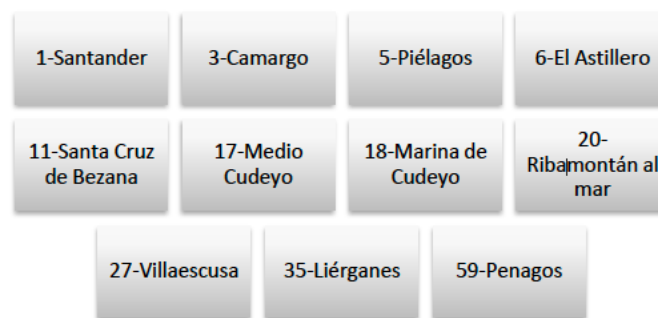 1-Santander
3-Camargo
5-Piélagos
6-El Astillero
11-Santa Cruz
de Bezana
17-Medio
Cudeyo
18-Marina de
Cudeyo
20-
Ribamontán al
mar
27-Villaescusa
35-Liérganes
59-Penagos